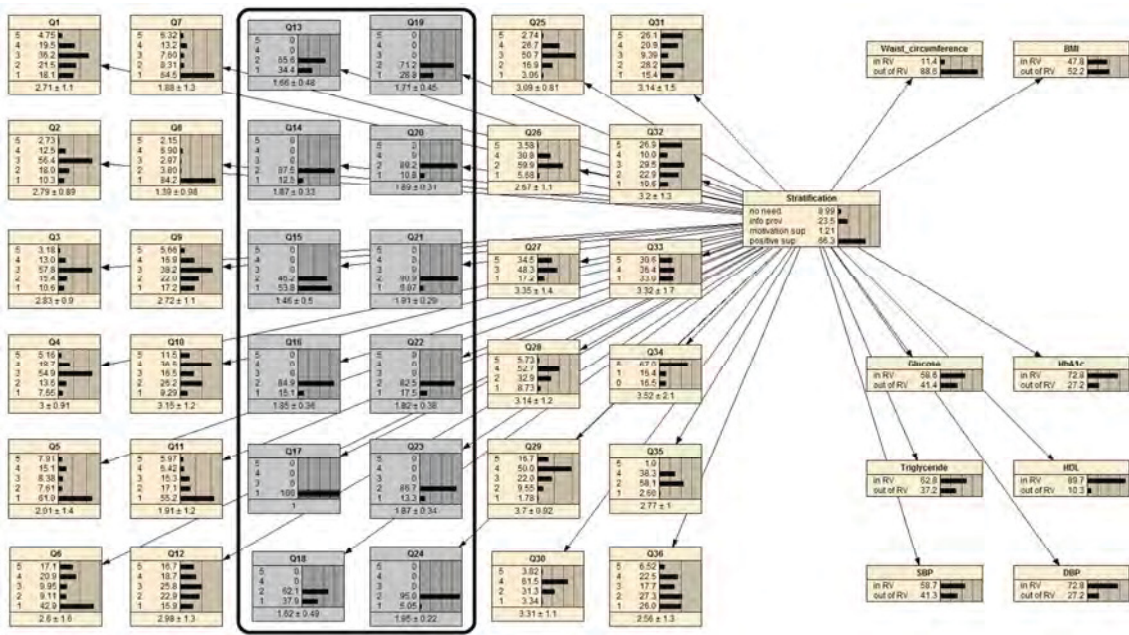 Q1
5 4.75
4 19.5
3 36.2
2 21.5
1 18.1
2.71 ± 1.1
Q7
5 6.32
4 13.2
3 7.60
2 8.31
1 64.5
1.88 ± 1.3
Q13
5 0
4 0
3 0
2 65.6
1 34.4
1.66 ± 0.48
Q19
5 0
4 0
3 0
2 71.2
1 28.8
1.71 ± 0.45
Q25
5 2.74
4 26.7
3 50.7
2 16.9
1 3.06
3.09 ± 0.81
Q31
5 26.1
4 20.9
3 9.39
2 28.2
1 15.4
3.14 ± 1.5
Waist_circumference
in RV 11.4
out of RV 88.6
BMI
in RV 47.8
out of RV 52.2
Q2
5 2.73
4 12.5
3 56.4
2 18.0
1 10.3
2.79 ± 0.89
5 2.15
4 6.90
3 2.97
2 3.80
1 84.2
1.39 ± 0.98
Q14
5 0
4 0
3 0
2 87.5
1 12.5
1.87 ± 0.33
Q20
4 0
2 89.2
1 10.8
1.89 ± 0.31
Q26
5 3.58
4 30.8
3 59.9
1 5.68
2.67 ± 1.1
Q32
5 26.9
4 10.0
3 29.5
2 22.9
1 10.6
3.2 ± 1.3
Stratification
no need 8.99
info prov 23.5
motivation sup 1.21
positive sup 66.3
Q3
5 3.18
4 13.0
3 57.8
2 15.4
1 10.6
2.83 ± 0.9
Q9
5 5.66
4 16.9
3 38.2
2 22.0
1 17.2
2.72 ± 1.1
Q15
5 0
4 0
3 0
2 46.2
1 53.8
1.46 ± 0.5
Q21
5 0
4 0
3 0
2 90.9
1.91 ± 0.29
Q27
5 34.5
4 48.3
1 17.2
3.35 ± 1.4
Q33
5 30.6
4 36.4
1 33.0
3.32 ± 1.7
Q4
5 5.16
3 54.9
2 13.6
1 7.55
3 ± 0.91
Q10
5 11.5
3 16.5
2 26.2
1 9.29
3.15 ± 1.2
Q16
5 0
4 0
2 84.9
1 15.1
1.85 ± 0.36
Q22
5 0
4 0
3 0
2 82.5
1 17.5
1.82 ± 0.38
Q28
5 5.73
4 52.7
2 32.9
1 8.73
3.14 ± 1.2
Q34
1 16.4
0 16.5
3.52 ± 2.1
Glucose
in RV 58.6
out of RV 41.4
HbA1c
in RV 72.8
out of RV 27.2
Q5
5 7.91
4 15.1
3 8.38
2 7.61
1 61.0
2.01 ± 1.4
Q11
5 5.97
4 6.42
3 15.3
2 17.1
1 55.2
1.91 ± 1.2
Q17
5 0
4 0
3 0
2 0
1 100
1
Q23
5 0
4 0
3 0
2 86.7
1 13.3
1.87 ± 0.34
Q29
5 16.7
4 50.0
3 22.0
2 9.55
1 1.78
3.7 ± 0.92
Q35
4 38.3
2 58.1
1 2.60
2.77 ± 1
Triglyceride
in RV 62.8
out of RV 37.2
HDL
in RV 89.7
out of RV 10.3
Q6
5 17.1
4 20.9
3 9.95
2 9.11
1 42.9
2.6 ± 1.6
Q12
5 16.7
4 18.7
3 25.8
2 22.9
1 15.9
2.98 ± 1.3
Q18
5 0
4 0
3 0
2 62.1
1 37.9
1.62 ± 0.49
Q24
5 0
4 0
3 0
2 95.0
1 5.05
1.95 ± 0.22
Q30
5 3.82
4 61.5
2 31.3
1 3.34
3.31 ± 1.1
Q36
5 6.52
4 22.5
3 17.7
2 27.3
1 26.0
2.56 ± 1.3
SBP
in RV 58.7
out of RV 41.3
DBP
in RV 72.8
out of RV 27.2